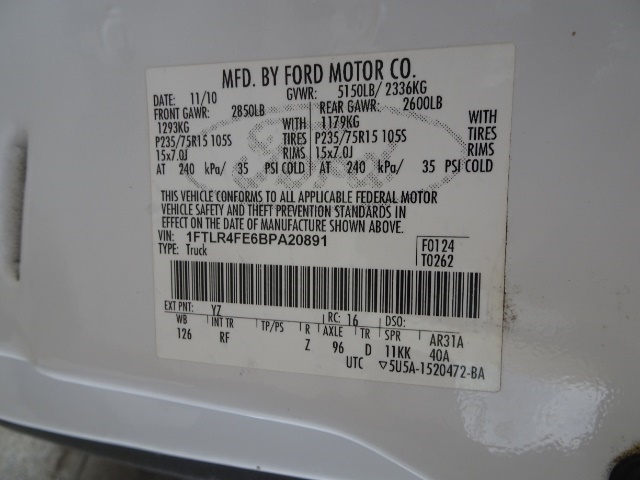 MFD. BY FORD MOTOR CO.
DATE: 11/10 GVWR: 5150LB/ 2336KG
FRONT GAWR: 2850LB REAR GAWR: 2600LB
1293KG WITH 1179KG WITH
P235/75R15 105S TIRES P235/75R15 105S TIRES
15x7.0J RIMS 15x7.0J RIMS
AT 240 kPa/ 35 PSI COLD AT 240 kPa/ 35 PSI COLD
THIS VEHICLE CONFORMS TO ALL APPLICABLE FEDERAL MOTOR
VEHICLE SAFETY AND THEFT PREVENTION STANDARDS IN
EFFECT ON THE DATE OF MANUFACTURE SHOWN ABOVE.
VIN: 1FTLR4FE6BPA20891 F0124
TYPE: Truck T0262
EXT PNT: YZ RC: 16 DSO:
WB INT TR TP/PS R AXLE TR SPR AR31A
126 RF Z 96 D 11KK 40A
UTC ▽5U5A-1520472-BA